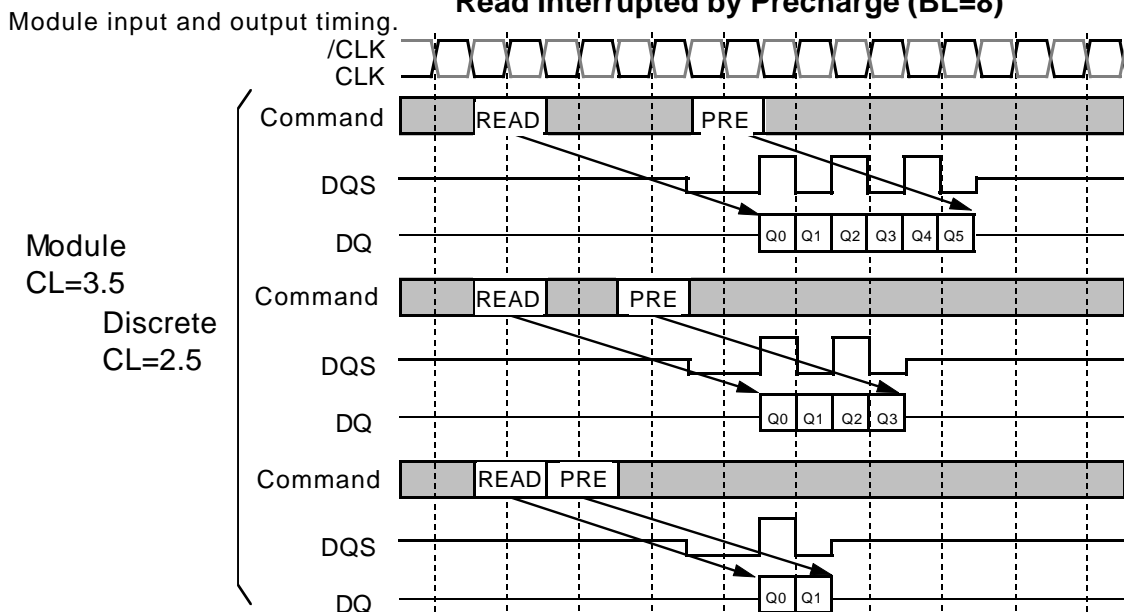 Read Interrupted by Precharge (BL=8)
Module input and output timing.
/CLK
CLK
Command READ PRE
DQS
DQ Q0 Q1 Q2 Q3 Q4 Q5
Module
CL=3.5
Discrete
CL=2.5
Command READ PRE
DQS
DQ Q0 Q1 Q2 Q3
Command READ PRE
DQS
DQ Q0 Q1